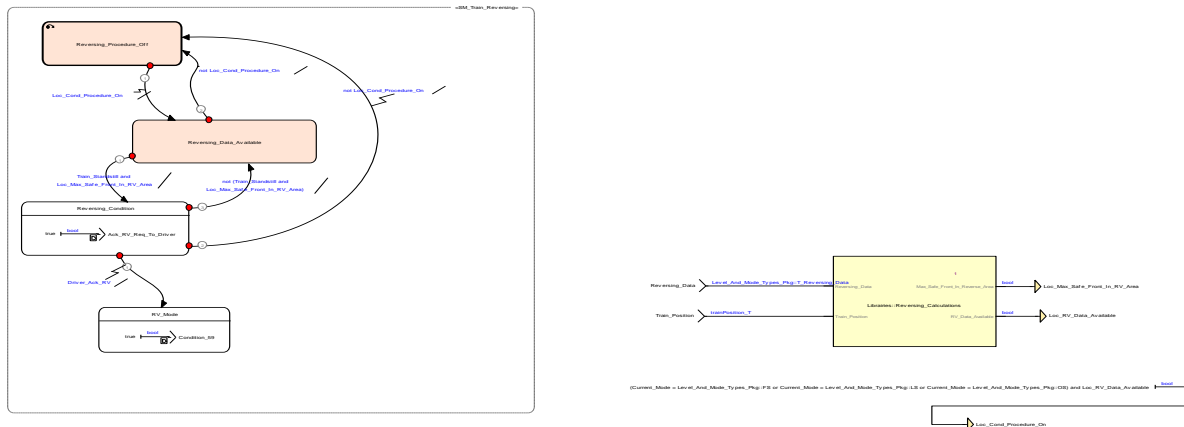 <SM_Train_Reversing>
Reversing_Procedure_Off
not Loc_Cond_Procedure_On
Loc_Cond_Procedure_On
not Loc_Cond_Procedure_On
Reversing_Data_Available
Train_Standstill and
Loc_Max_Safe_Front_In_RV_Area
not (Train_Standstill and
Loc_Max_Safe_Front_In_RV_Area)
Reversing_Condition
true
bool
Ack_RV_Req_To_Driver
Driver_Ack_RV
RV_Mode
true
bool
Condition_59
1
Reversing_Data
Level_And_Mode_Types_Pkg::T_Reversing_Data
Reversing_Data
Max_Safe_Front_In_Reverse_Area
bool
Loc_Max_Safe_Front_In_RV_Area
Libraries::Reversing_Calculations
Train_Position
trainPosition_T
Train_Position
RV_Data_Available
bool
Loc_RV_Data_Available
(Current_Mode = Level_And_Mode_Types_Pkg::FS or Current_Mode = Level_And_Mode_Types_Pkg::LS or Current_Mode = Level_And_Mode_Types_Pkg::OS) and Loc_RV_Data_Available
bool
Loc_Cond_Procedure_On